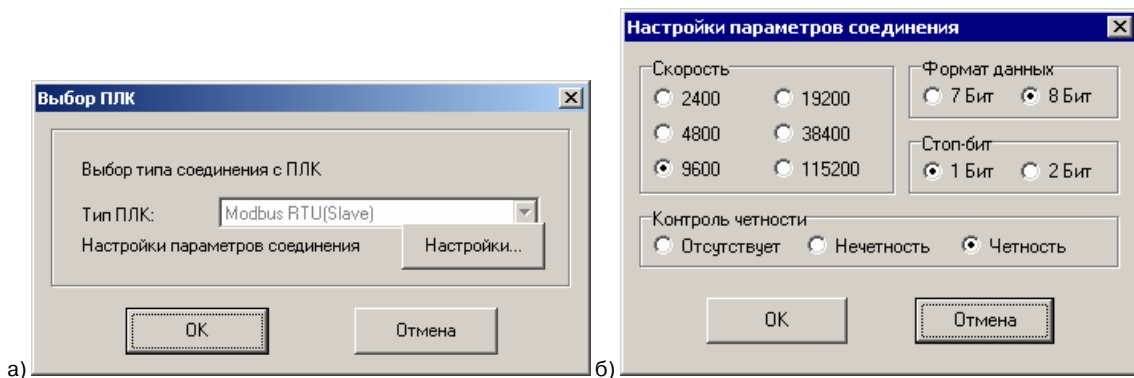 Выбор ПЛК
Выбор типа соединения с ПЛК
Тип ПЛК: Modbus RTU(Slave)
Настройки параметров соединения Настройки...
OK Отмена
а)
Настройки параметров соединения
Скорость
2400 19200
4800 38400
9600 115200
Формат данных
7 Бит 8 Бит
Стоп-бит
1 Бит 2 Бит
Контроль четности
Отсутствует Нечетность Четность
OK Отмена
б)